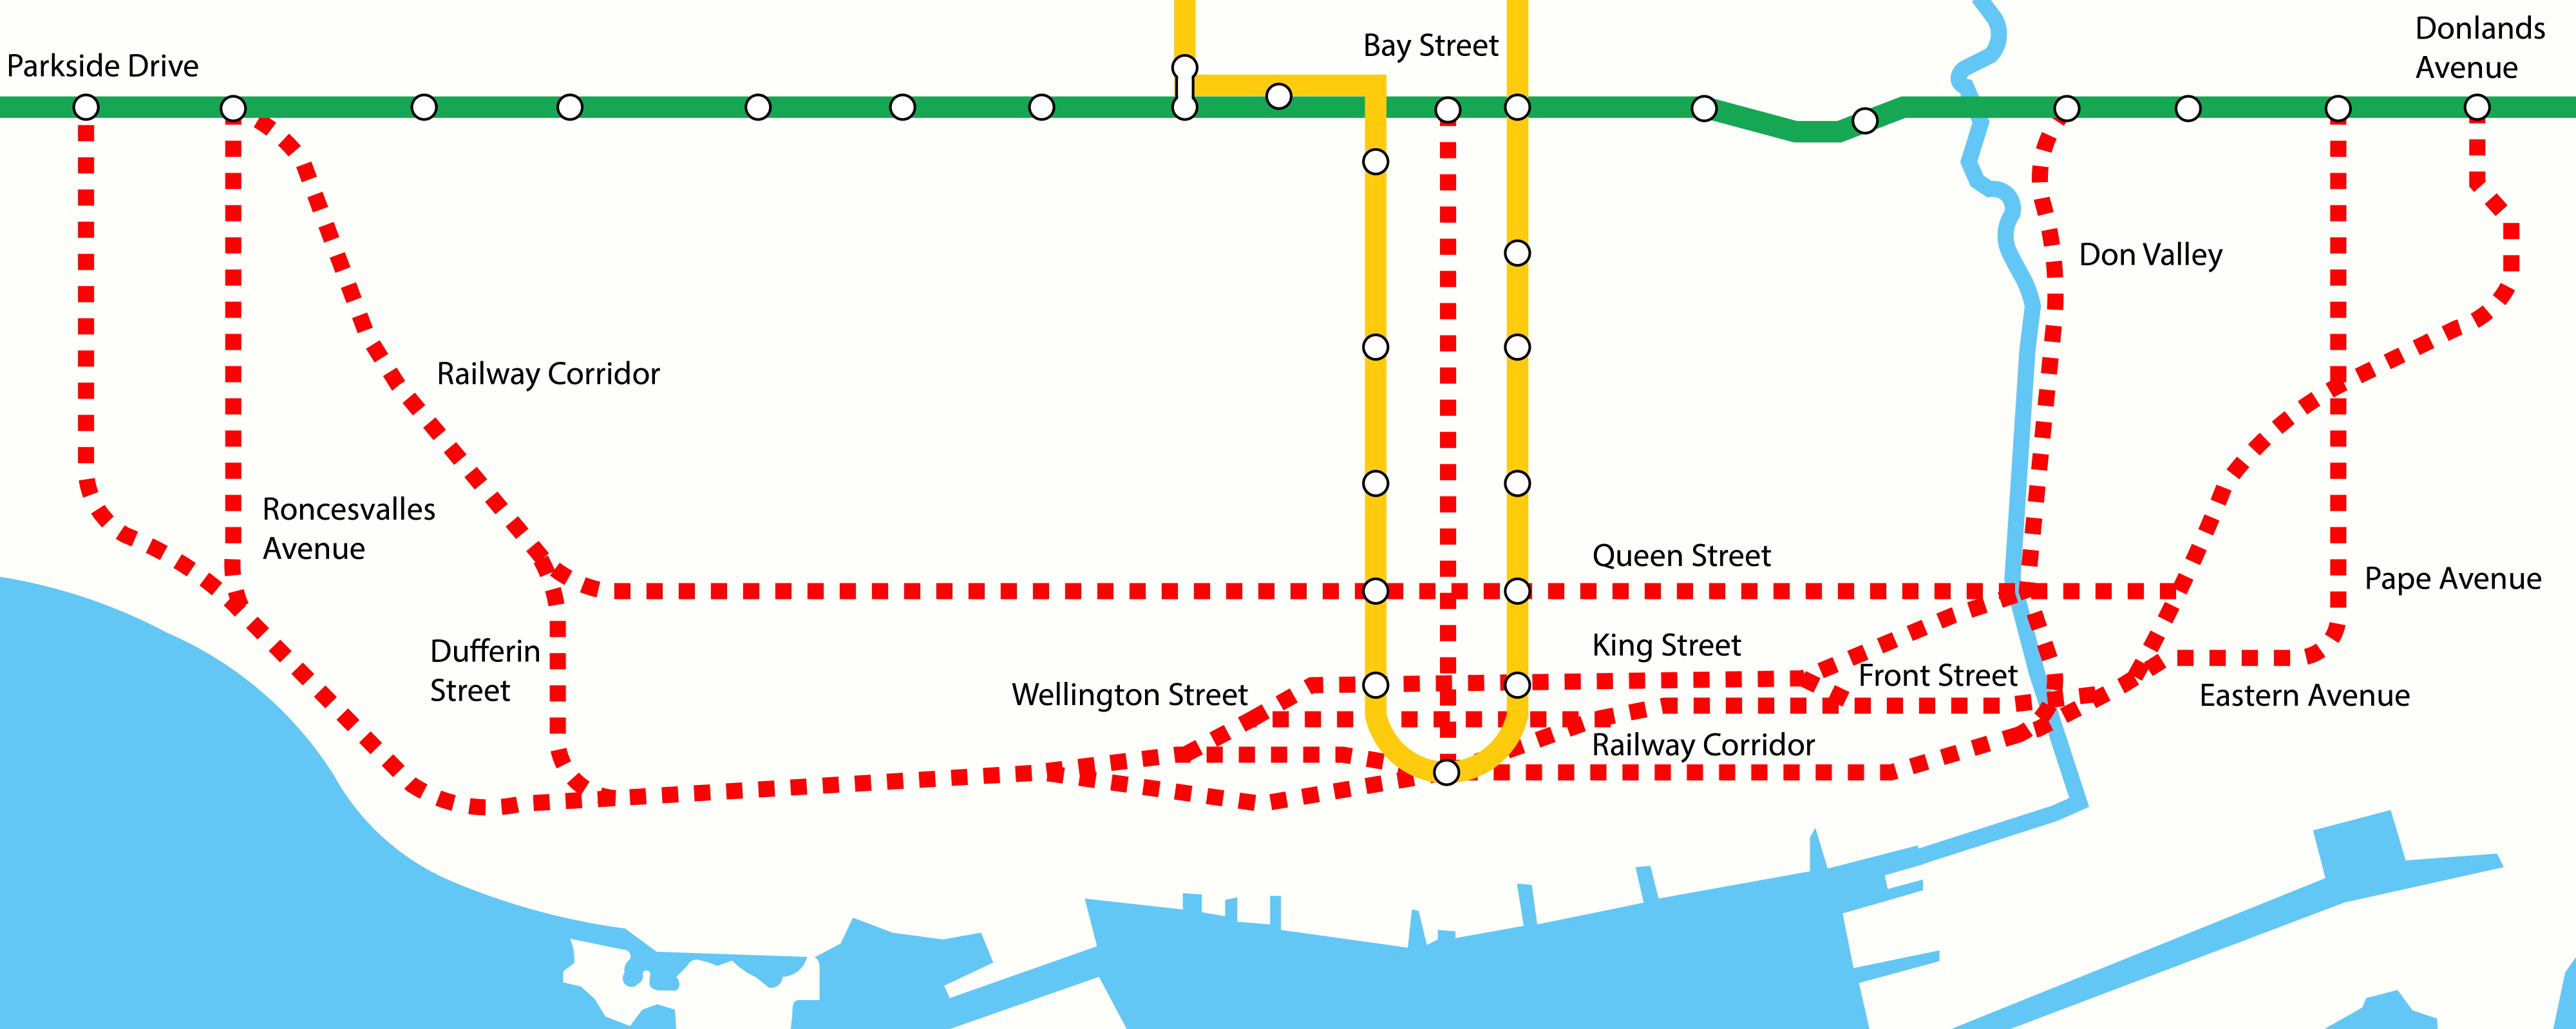 Parkside Drive
Bay Street
Donlands
Avenue
Don Valley
Railway Corridor
Roncesvalles
Avenue
Queen Street
Pape Avenue
Dufferin
Street
King Street
Wellington Street
Front Street
Eastern Avenue
Railway Corridor